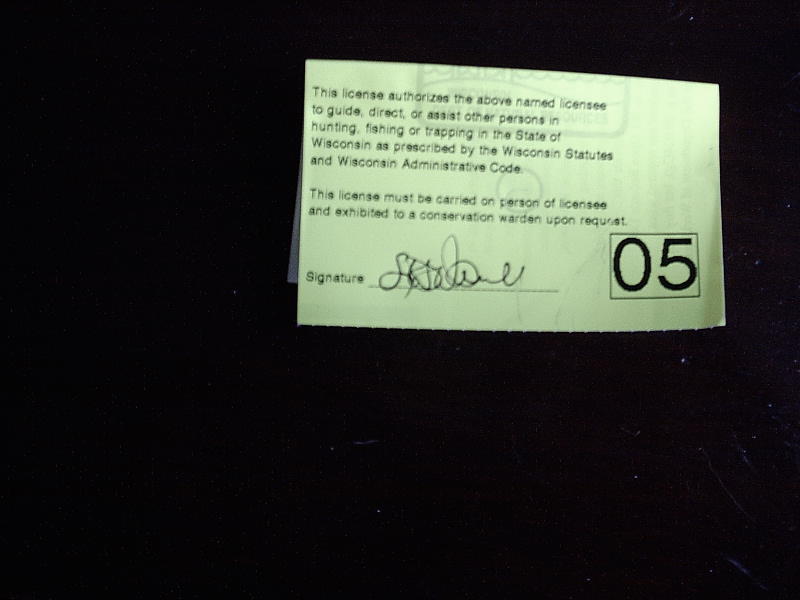 This license authorizes the above named licensee
to guide, direct, or assist other persons in
hunting, fishing or trapping in the State of
Wisconsin as prescribed by the Wisconsin Statutes
and Wisconsin Administrative Code.
This license must be carried on person of licensee
and exhibited to a conservation warden upon request.
Signature
05